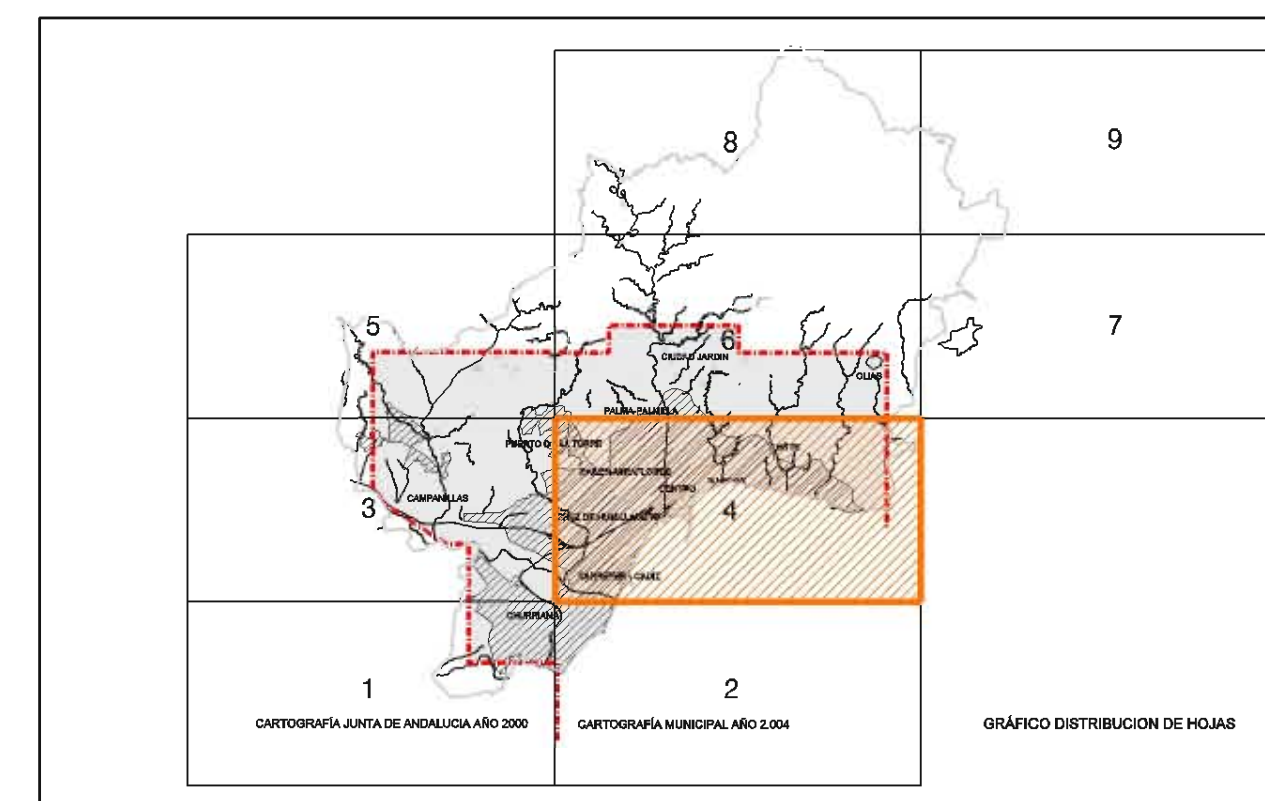 8
9
5
6
7
CIUDAD JARDIN
OLIAS
PALMA-PALMILLA
PUERTO DE LA TORRE
CENTRO
CAMPANILLAS
3
4
CHURRIANA
1
2
CARTOGRAFÍA JUNTA DE ANDALUCIA AÑO 2000
CARTOGRAFÍA MUNICIPAL AÑO 2.004
GRÁFICO DISTRIBUCION DE HOJAS